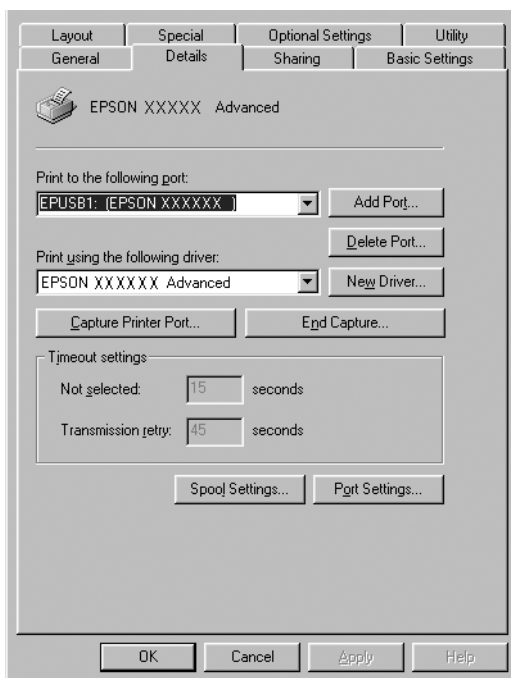 Layout Special Optional Settings Utility
General Details Sharing Basic Settings
EPSON XXXXX Advanced
Print to the following port:
EPUSB1: (EPSON XXXXXX )
Add Port...
Delete Port...
Print using the following driver:
EPSON XXXXXX Advanced
New Driver...
Capture Printer Port... End Capture...
Timeout settings
Not selected: 15 seconds
Transmission retry: 45 seconds
Spool Settings... Port Settings...
OK Cancel Apply Help